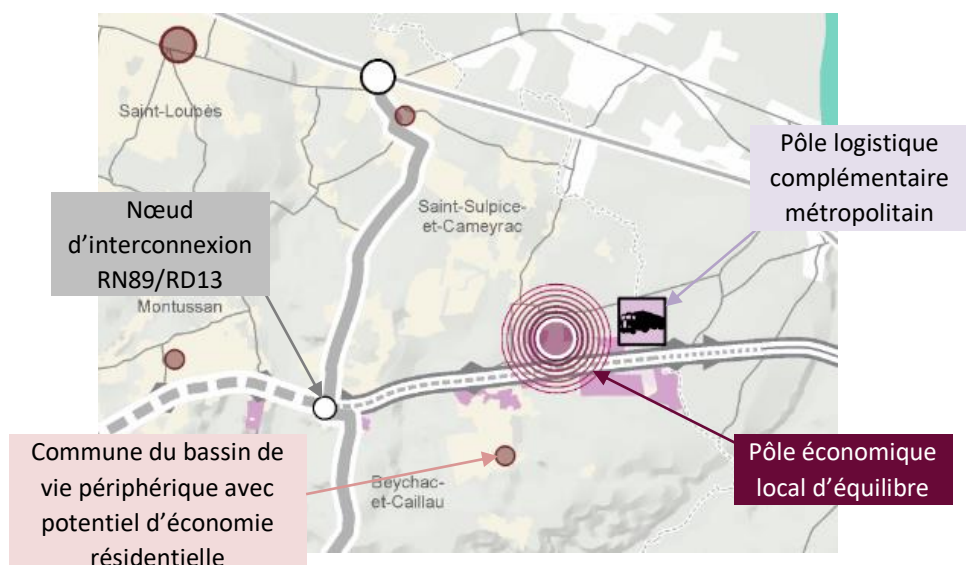 Saint-Loubès
Pôle logistique
complémentaire
métropolitain
Nœud
d'interconnexion
RN89/RD13
Saint-Sulpice-
et-Cameyrac
Montussan
Commune du bassin de
vie périphérique avec
potentiel d'économie
résidentielle
Beychac-
et-Caillau
Pôle économique
local d'équilibre